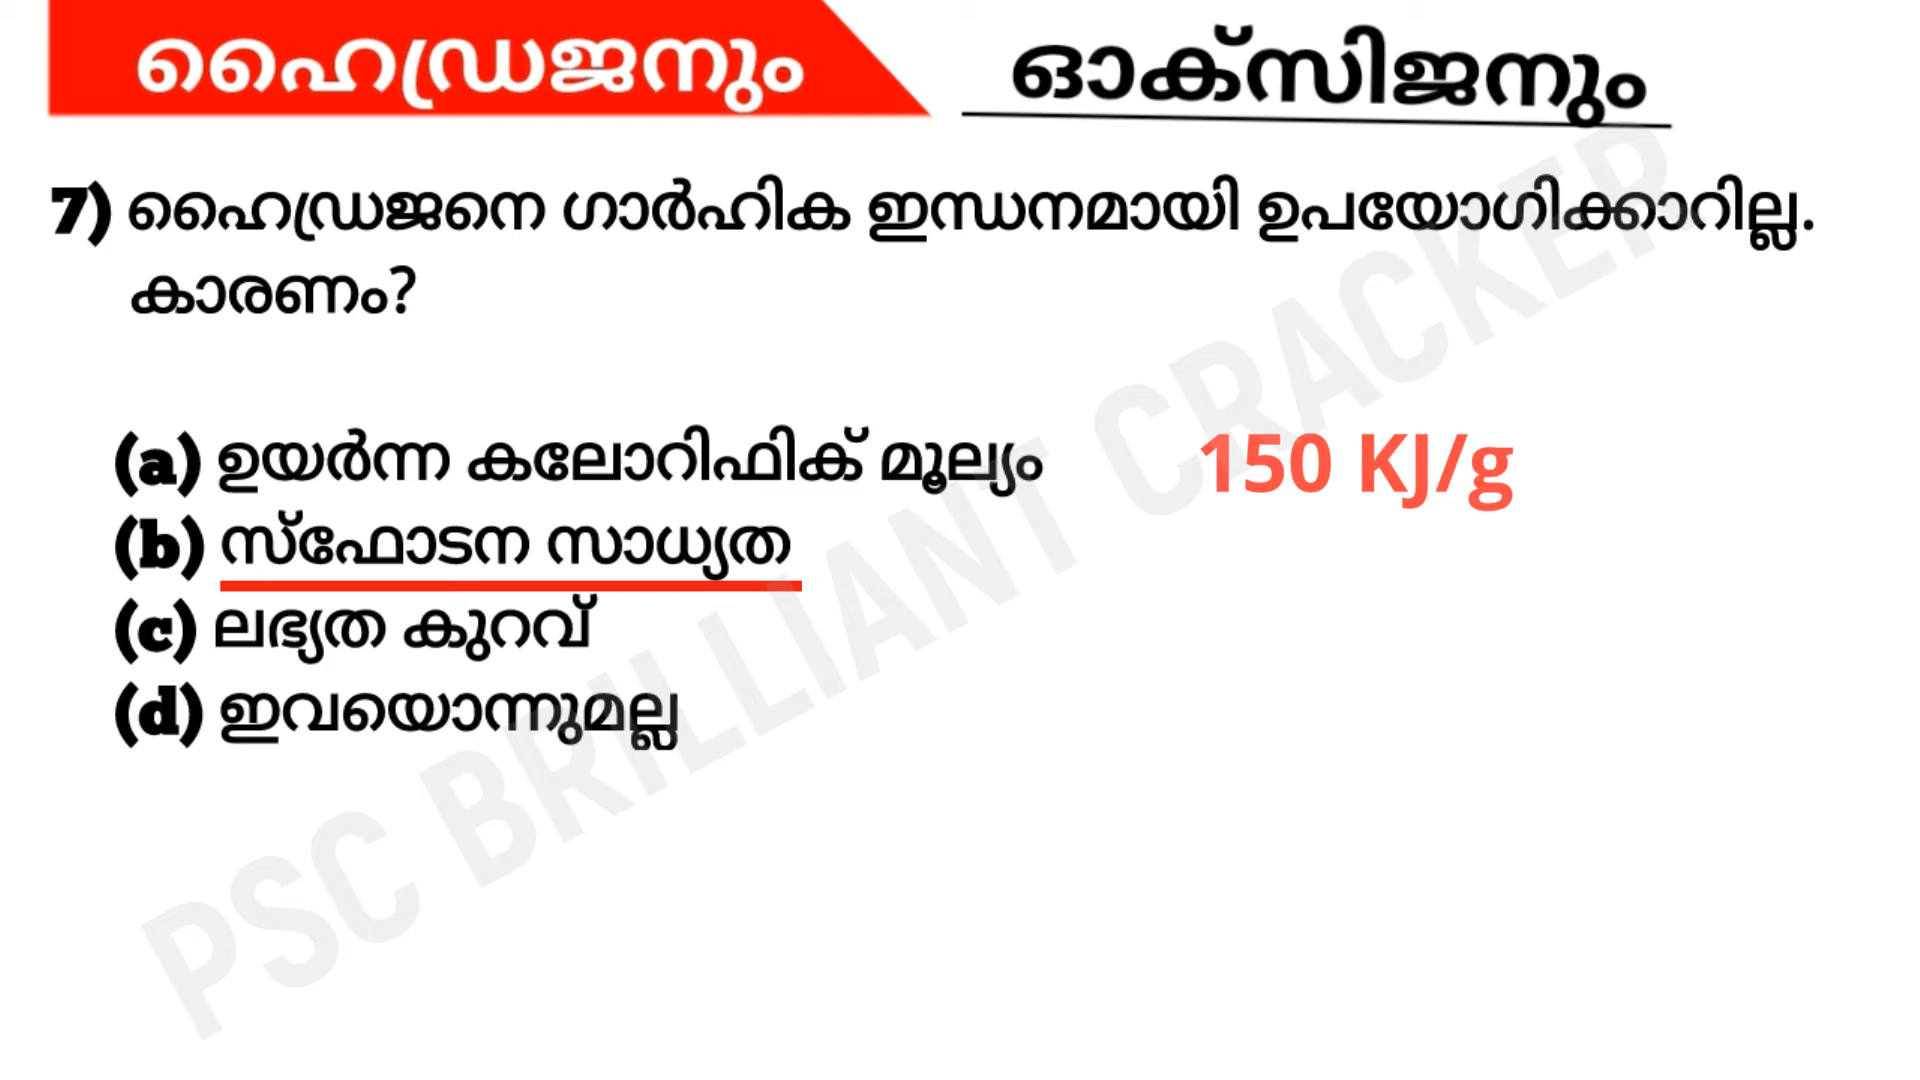 ഹൈഡ്രജനും ഓക്സിജനും
7) ഹൈഡ്രജനെ ഗാർഹിക ഇന്ധനമായി ഉപയോഗിക്കാറില്ല.
കാരണം?
(a) ഉയർന്ന കലോറിഫിക് മൂല്യം 150 KJ/g
(b) സ്ഫോടന സാധ്യത
(c) ലഭ്യത കുറവ്
(d) ഇവയൊന്നുമല്ല
PSC BRILLIANT CRACKER